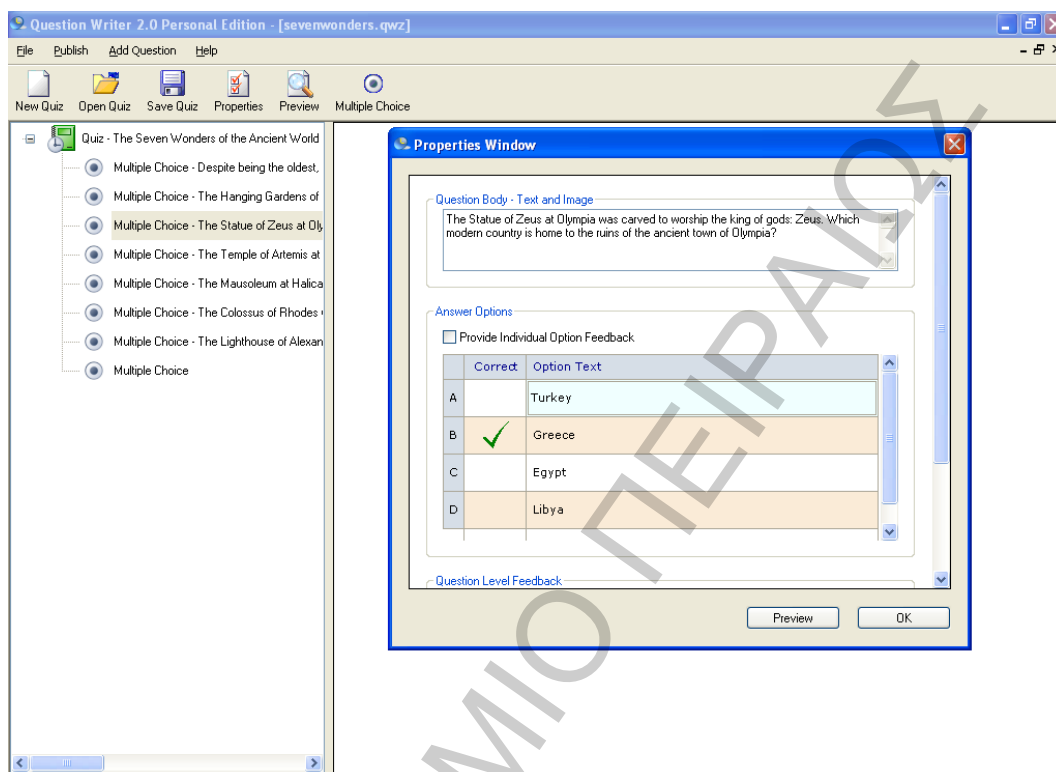 Question Writer 2.0 Personal Edition - [sevenwonders.qwz]
File Publish Add Question Help
New Quiz Open Quiz Save Quiz Properties Preview Multiple Choice
Quiz - The Seven Wonders of the Ancient World
Multiple Choice - Despite being the oldest,
Multiple Choice - The Hanging Gardens of
Multiple Choice - The Statue of Zeus at Oly
Multiple Choice - The Temple of Artemis at
Multiple Choice - The Mausoleum at Halica
Multiple Choice - The Colossus of Rhodes
Multiple Choice - The Lighthouse of Alexan
Multiple Choice
Properties Window
Question Body - Text and Image
The Statue of Zeus at Olympia was carved to worship the king of gods: Zeus. Which
modern country is home to the ruins of the ancient town of Olympia?
Answer Options
Provide Individual Option Feedback
Correct Option Text
A Turkey
B Greece
C Egypt
D Libya
Question Level Feedback
Preview OK
ΜΙΟ ΠΕΙΡΑΙΩΣ